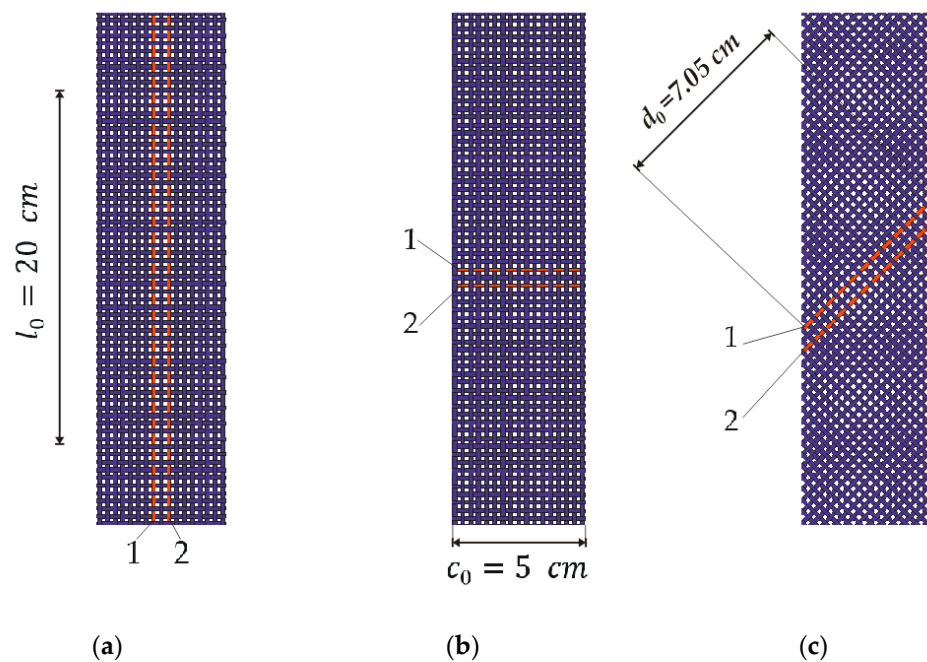 l₀ = 20 cm
1 2
(a)
1
2
c₀ = 5 cm
(b)
d₀=7.05 cm
1
2
(c)